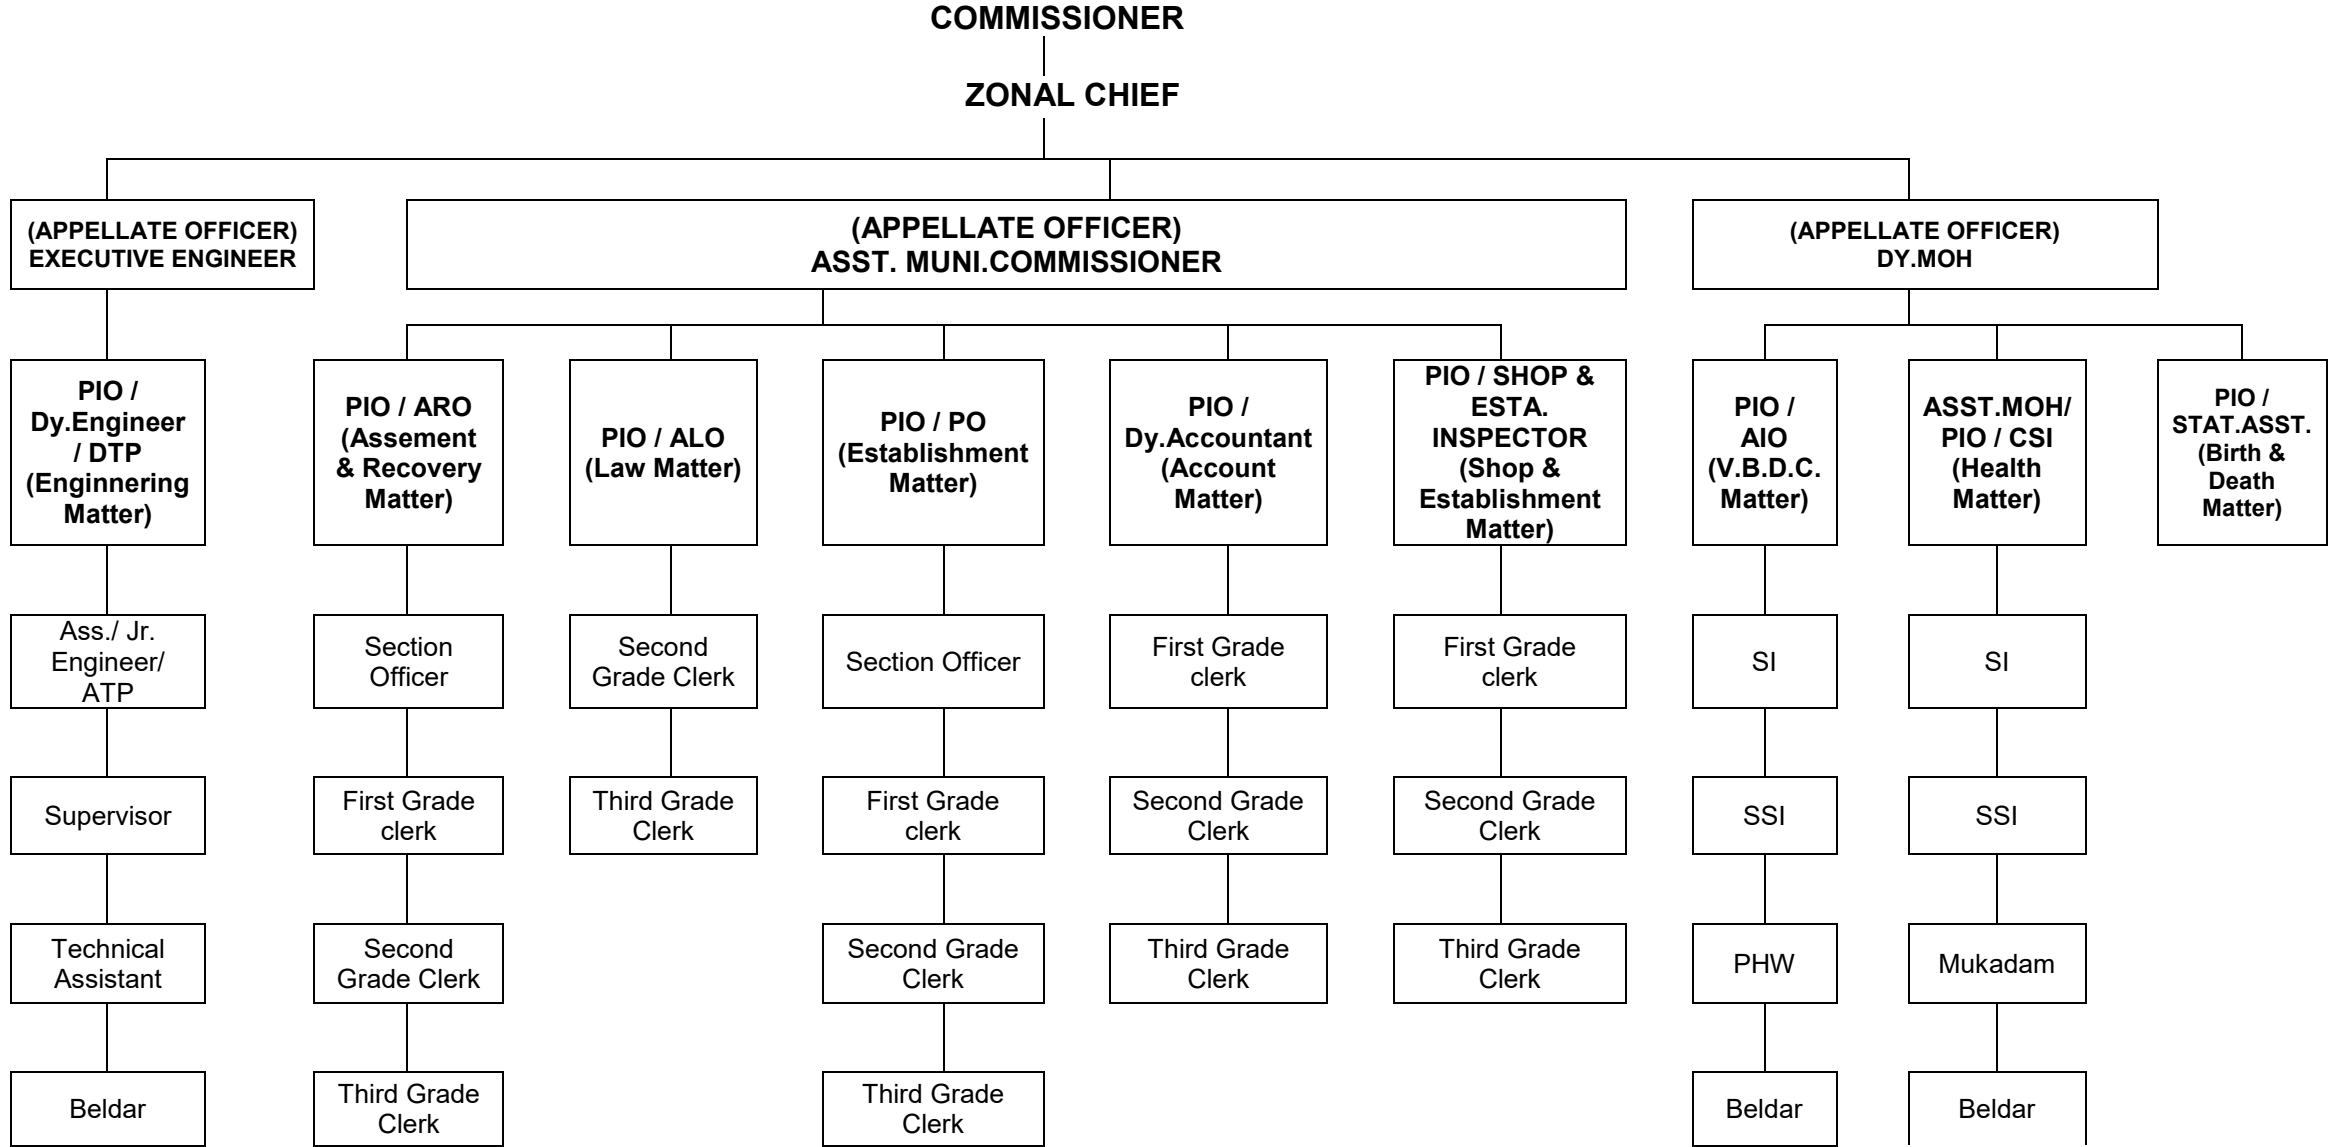 COMMISSIONER
ZONAL CHIEF
(APPELLATE OFFICER)
EXECUTIVE ENGINEER
(APPELLATE OFFICER)
ASST. MUNI.COMMISSIONER
(APPELLATE OFFICER)
DY.MOH
PIO /
Dy.Engineer
/ DTP
(Enginnering
Matter)
PIO / ARO
(Assement
& Recovery
Matter)
PIO / ALO
(Law Matter)
PIO / PO
(Establishment
Matter)
PIO /
Dy.Accountant
(Account
Matter)
PIO / SHOP &
ESTA.
INSPECTOR
(Shop &
Establishment
Matter)
PIO /
AIO
(V.B.D.C.
Matter)
ASST.MOH/
PIO / CSI
(Health
Matter)
PIO /
STAT.ASST.
(Birth &
Death
Matter)
Ass./ Jr.
Engineer/
ATP
Section
Officer
Second
Grade Clerk
Section Officer
First Grade
clerk
First Grade
clerk
SI
SI
Supervisor
First Grade
clerk
Third Grade
Clerk
First Grade
clerk
Second Grade
Clerk
Second Grade
Clerk
SSI
SSI
Technical
Assistant
Second
Grade Clerk
Second Grade
Clerk
Third Grade
Clerk
Third Grade
Clerk
PHW
Mukadam
Beldar
Third Grade
Clerk
Third Grade
Clerk
Beldar
Beldar